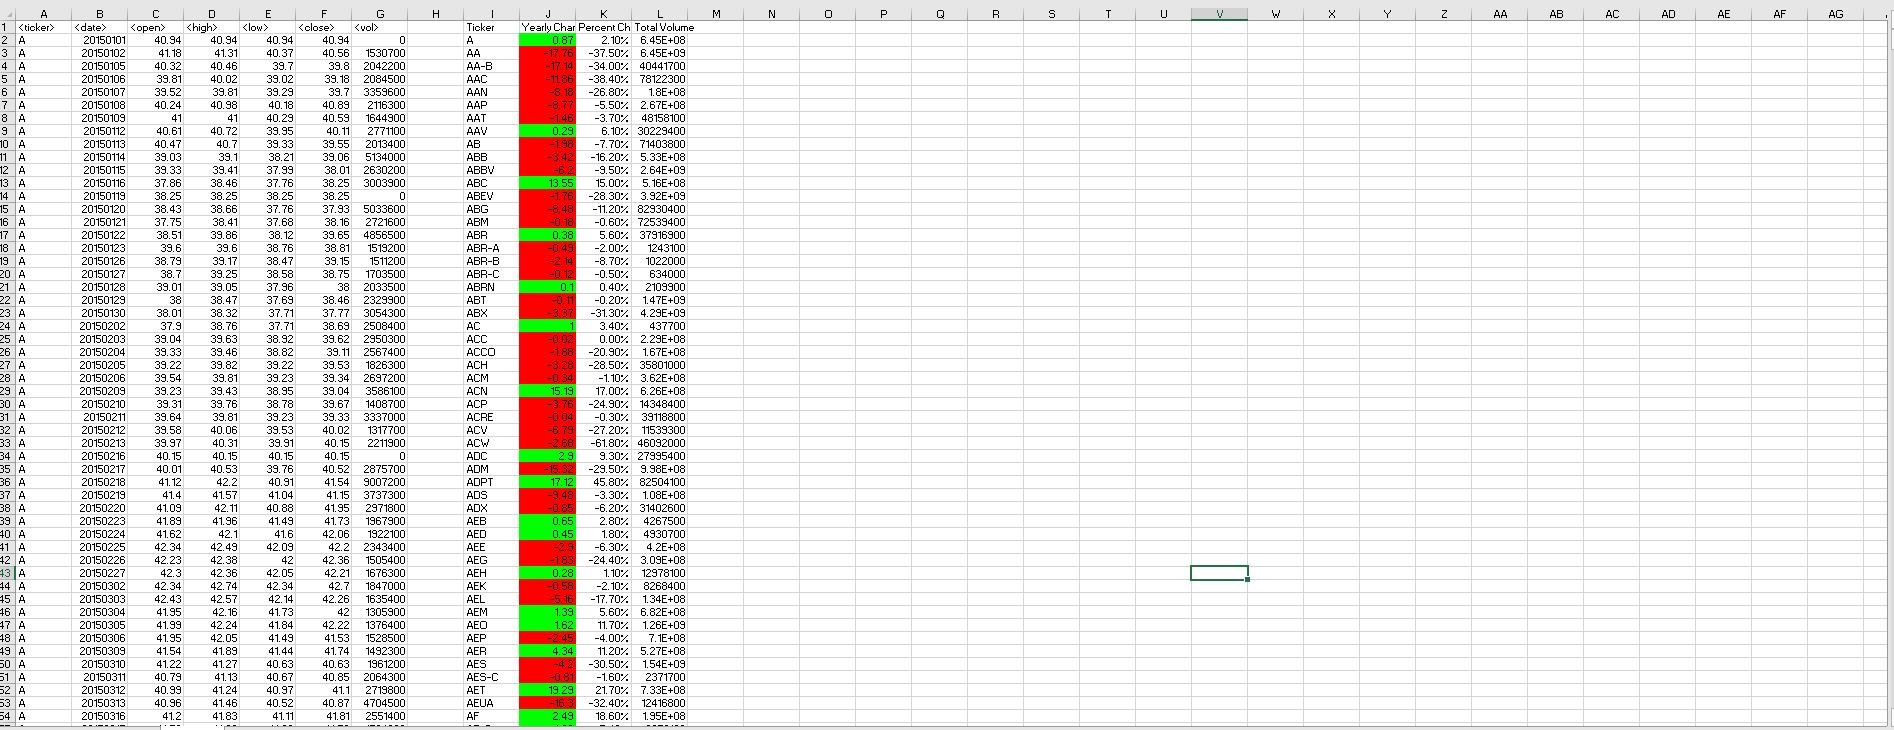 A B C D E F G H I J K L M N O P Q R S T U V W X Y Z AA AB AC AD AE AF AG
1 <ticker> <date> <open> <high> <low> <close> <vol> Ticker Yearly Char Percent Ch Total Volume
2 A 20150101 40.94 40.94 40.94 40.94 0 A 0.87 2.10% 6.45E+08
3 A 20150102 41.18 41.31 40.37 40.56 1530700 AA -17.76 -37.50% 6.45E+09
4 A 20150105 40.32 40.46 39.7 39.8 2042200 AA-B -17.14 -34.00% 40441700
5 A 20150106 39.81 40.02 39.02 39.18 2084500 AAC -11.86 -38.40% 78122300
6 A 20150107 39.52 39.81 39.29 39.7 3359600 AAN -8.18 -26.80% 1.8E+08
7 A 20150108 40.24 40.98 40.18 40.89 2116300 AAP -8.77 -5.50% 2.67E+08
8 A 20150109 41 41 40.29 40.59 1644900 AAT -1.46 -3.70% 48158100
9 A 20150112 40.61 40.72 39.95 40.11 2771100 AAV 0.29 6.10% 30229400
10 A 20150113 40.47 40.7 39.33 39.55 2013400 AB -1.98 -7.70% 71403800
11 A 20150114 39.03 39.1 38.21 39.06 5134000 ABB -3.42 -16.20% 5.33E+08
12 A 20150115 39.33 39.41 37.99 38.01 2630200 ABBV -6.2 -9.50% 2.64E+09
13 A 20150116 37.86 38.46 37.76 38.25 3003900 ABC 13.55 15.00% 5.16E+08
14 A 20150119 38.25 38.25 38.25 38.25 0 ABEV -1.76 -28.30% 3.92E+09
15 A 20150120 38.43 38.66 37.76 37.93 5033600 ABG -8.48 -11.20% 82930400
16 A 20150121 37.75 38.41 37.68 38.16 2721600 ABM -0.18 -0.60% 72539400
17 A 20150122 38.51 39.86 38.12 39.65 4856500 ABR 0.38 5.60% 37916900
18 A 20150123 39.6 39.6 38.76 38.81 1519200 ABR-A -0.49 -2.00% 1243100
19 A 20150126 38.79 39.17 38.47 39.15 1511200 ABR-B -2.14 -8.70% 1022000
20 A 20150127 38.7 39.25 38.58 38.75 1703500 ABR-C -0.12 -0.50% 634000
21 A 20150128 39.01 39.05 37.96 38 2033500 ABRN 0.1 0.40% 2109900
22 A 20150129 38 38.47 37.69 38.46 2329900 ABT -0.11 -0.20% 1.47E+09
23 A 20150130 38.01 38.32 37.71 37.77 3054300 ABX -3.37 -31.30% 4.29E+09
24 A 20150202 37.9 38.76 37.71 38.69 2508400 AC 1 3.40% 437700
25 A 20150203 39.04 39.63 38.92 39.62 2950300 ACC -0.02 0.00% 2.29E+08
26 A 20150204 39.33 39.46 38.82 39.11 2567400 ACCO -1.88 -20.90% 1.67E+08
27 A 20150205 39.22 39.82 39.22 39.53 1826300 ACH -3.28 -28.50% 35801000
28 A 20150206 39.54 39.81 39.23 39.34 2697200 ACM -0.34 -1.10% 3.62E+08
29 A 20150209 39.23 39.43 38.95 39.04 3586100 ACN 15.19 17.00% 6.26E+08
30 A 20150210 39.31 39.76 38.78 39.67 1408700 ACP -3.76 -24.90% 14348400
31 A 20150211 39.64 39.81 39.23 39.33 3337000 ACRE -0.04 -0.30% 39118800
32 A 20150212 39.58 40.06 39.53 40.02 1317700 ACV -6.79 -27.20% 11539300
33 A 20150213 39.97 40.31 39.91 40.15 2211900 ACW -2.68 -61.80% 46092000
34 A 20150216 40.15 40.15 40.15 40.15 0 ADC 2.9 9.30% 27995400
35 A 20150217 40.01 40.53 39.76 40.52 2875700 ADM -15.32 -29.50% 9.98E+08
36 A 20150218 41.12 42.2 40.91 41.54 9007200 ADPT 17.12 45.80% 82504100
37 A 20150219 41.4 41.57 41.04 41.15 3737300 ADS -9.48 -3.30% 1.08E+08
38 A 20150220 41.09 42.11 40.88 41.95 2971800 ADX -0.85 -6.20% 31402600
39 A 20150223 41.89 41.96 41.49 41.73 1967900 AEB 0.65 2.80% 4267500
40 A 20150224 41.62 42.1 41.6 42.06 1922100 AED 0.45 1.80% 4930700
41 A 20150225 42.34 42.49 42.09 42.2 2343400 AEE -2.9 -6.30% 4.2E+08
42 A 20150226 42.23 42.38 42 42.36 1505400 AEG -1.83 -24.40% 3.09E+08
43 A 20150227 42.3 42.36 42.05 42.21 1676300 AEH 0.28 1.10% 12978100
44 A 20150302 42.34 42.74 42.34 42.7 1847000 AEK -0.58 -2.10% 8268400
45 A 20150303 42.43 42.57 42.14 42.26 1635400 AEL -5.16 -17.70% 1.34E+08
46 A 20150304 41.95 42.16 41.73 42 1305900 AEM 1.39 5.60% 6.82E+08
47 A 20150305 41.99 42.24 41.84 42.22 1376400 AEO 1.62 11.70% 1.26E+09
48 A 20150306 41.95 42.05 41.49 41.53 1528500 AEP -2.45 -4.00% 7.1E+08
49 A 20150309 41.54 41.89 41.44 41.74 1492300 AER 4.34 11.20% 5.27E+08
50 A 20150310 41.22 41.27 40.63 40.63 1961200 AES -4.2 -30.50% 1.54E+09
51 A 20150311 40.79 41.13 40.67 40.85 2064300 AES-C -0.81 -1.60% 2371700
52 A 20150312 40.99 41.24 40.97 41.1 2719800 AET 19.29 21.70% 7.33E+08
53 A 20150313 40.96 41.46 40.52 40.87 4704500 AEUA -16.3 -32.40% 12416800
54 A 20150316 41.2 41.83 41.11 41.81 2551400 AF 2.49 18.60% 1.95E+08